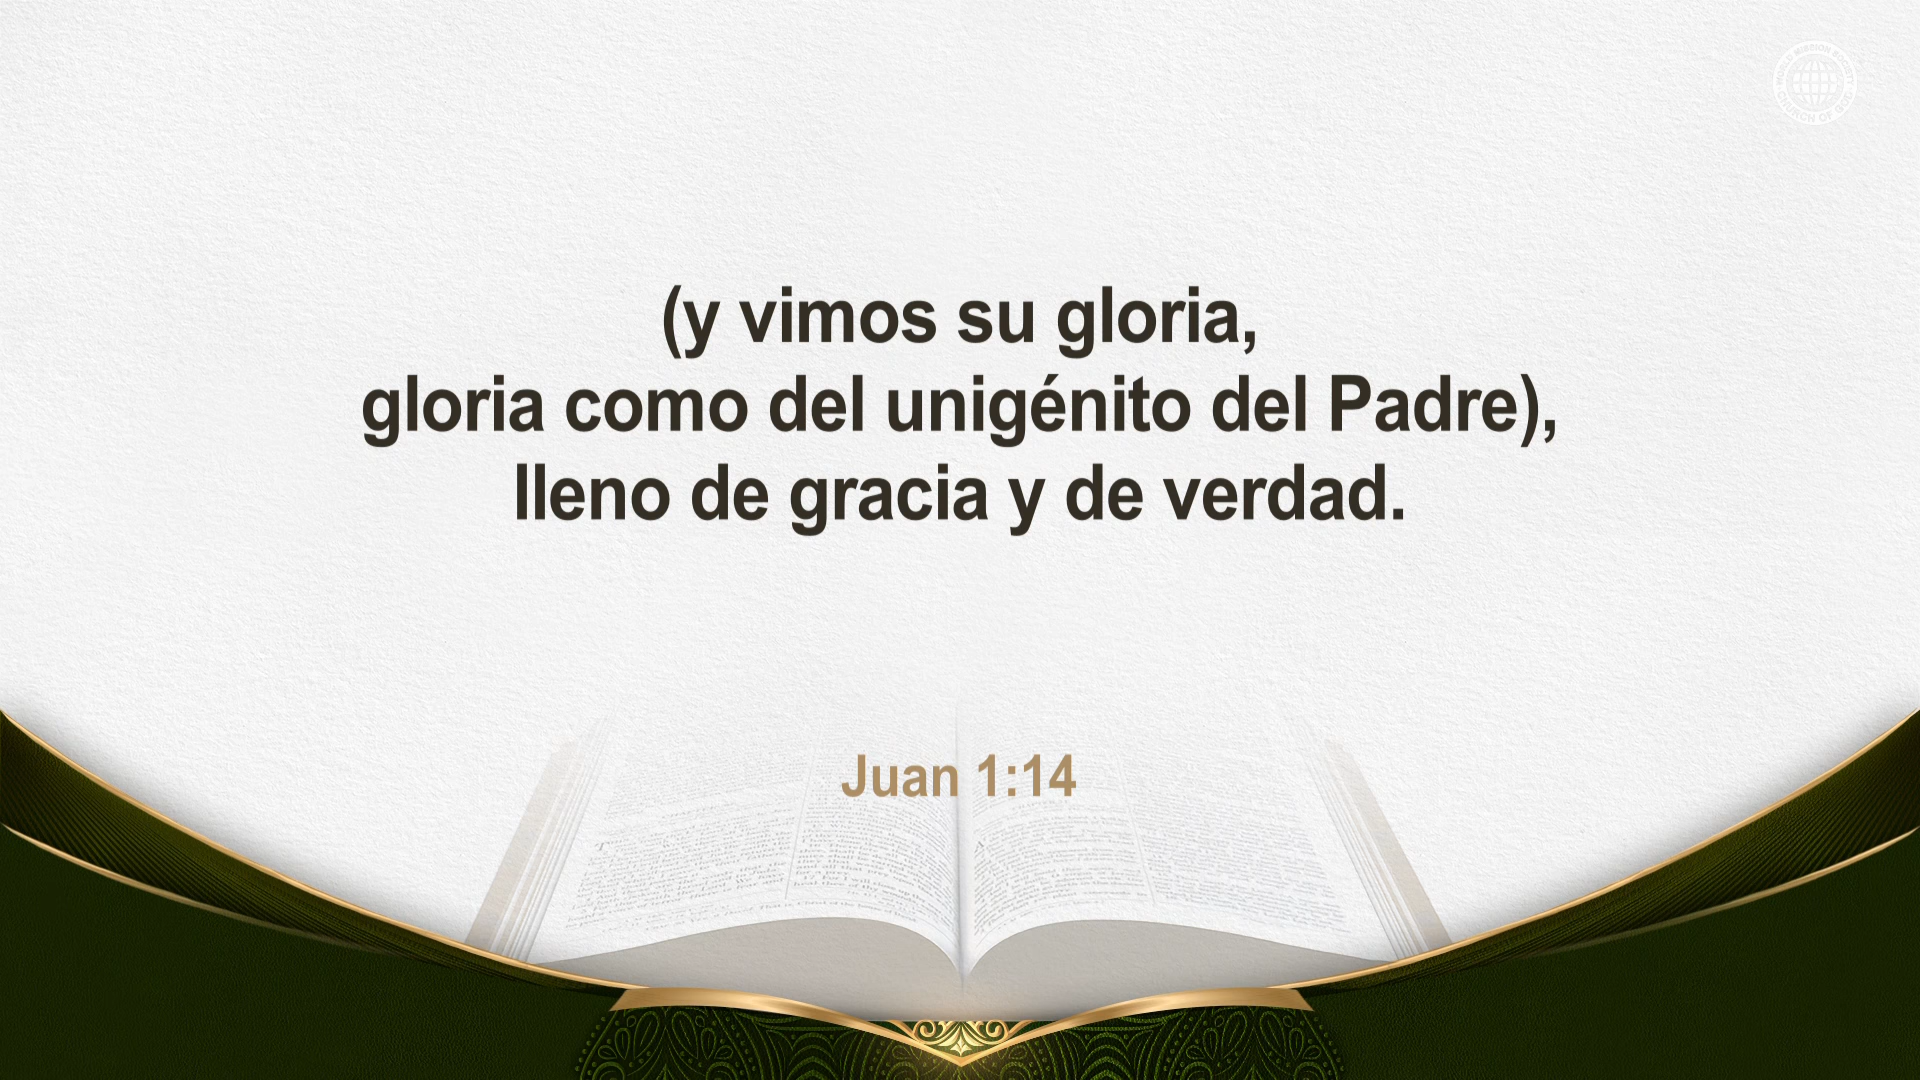 (y vimos su gloria,
gloria como del unigénito del Padre),
lleno de gracia y de verdad.
Juan 1:14